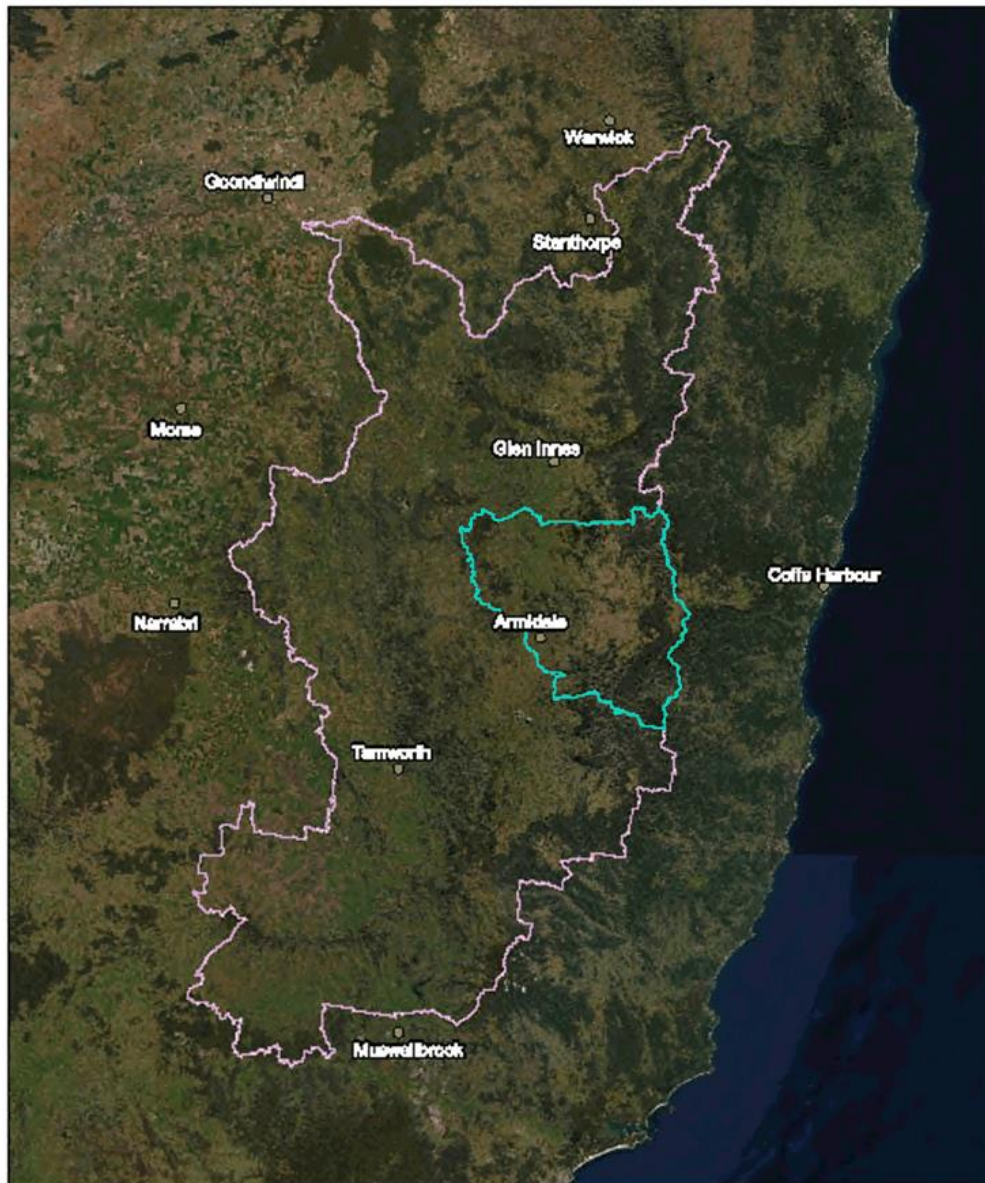 Warwick
Goondiwindi
Stanthorpe
Moree
Glen Innes
Coffs Harbour
Narrabri
Armidale
Tamworth
Muswellbrook